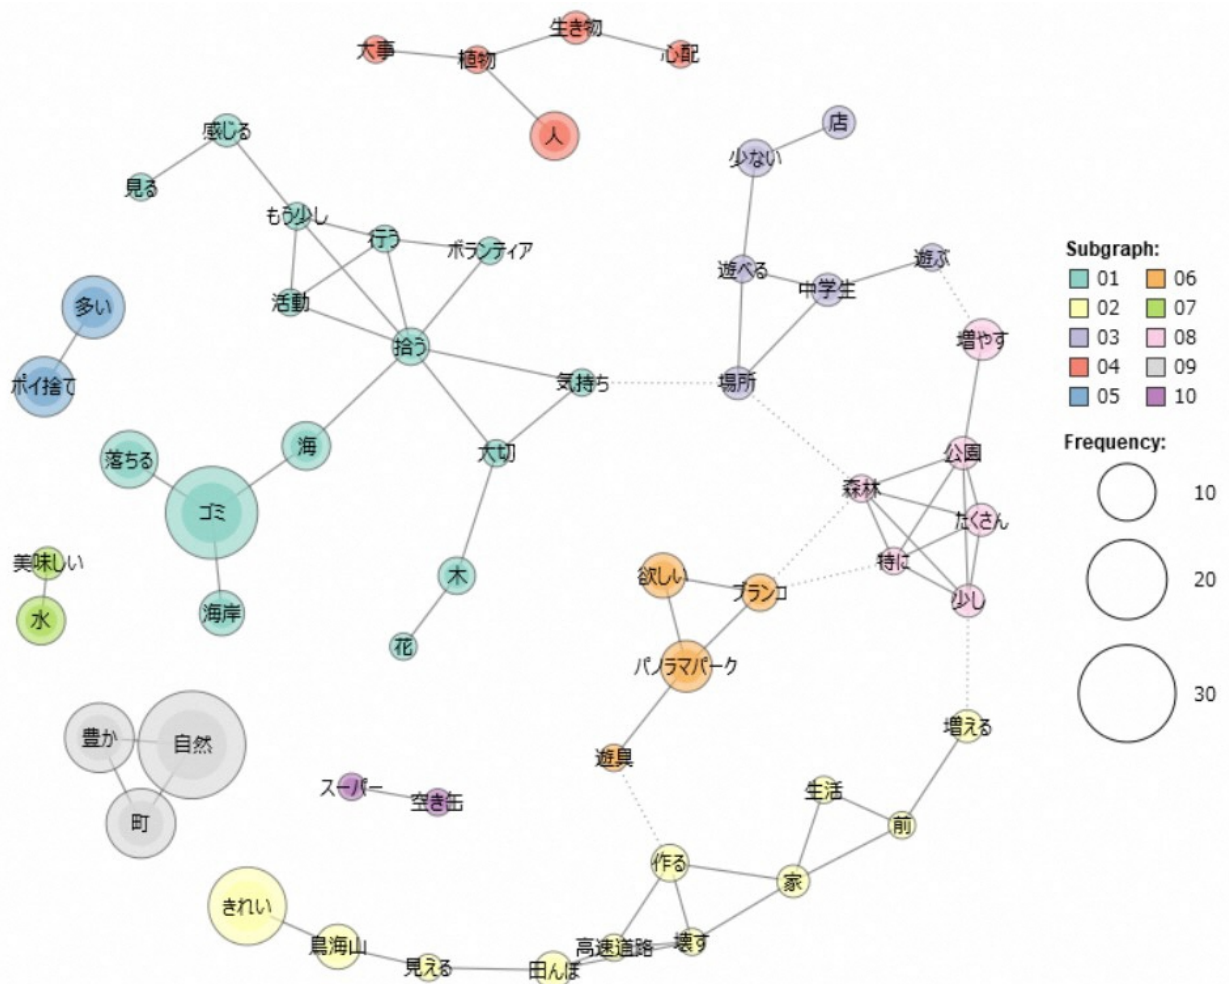 生き物
大事
植物
心配
人
店
感じる
少ない
見る
もう少し
行う
ボランティア
遊べる
中学生
遊ぶ
活動
多い
拾う
増やす
ポイ捨て
気持ち
場所
海
大切
落ちる
公園
森林
ゴミ
たくさん
美味しい
特に
木
欲しい
ブランコ
少し
水
海岸
花
パノラマパーク
豊か
自然
町
遊具
増える
スーパー
空き缶
生活
前
作る
家
きれい
鳥海山
見える
田んぼ
高速道路
壊す
Subgraph:
01 06
02 07
03 08
04 09
05 10
Frequency:
10
20
30